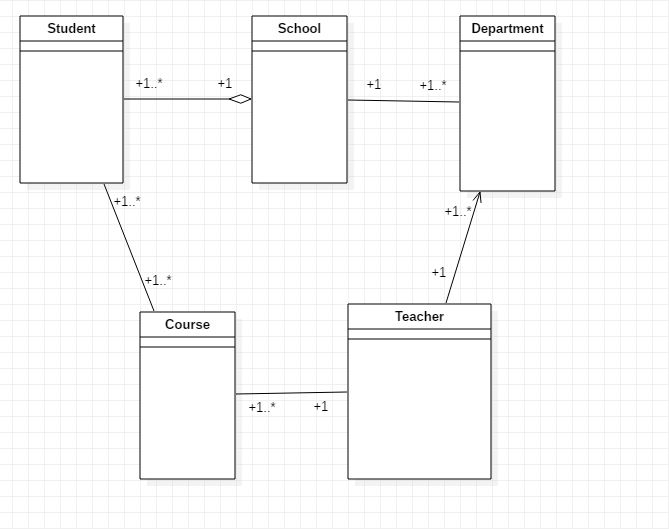 Student
School
Department
+1..*
+1
+1
+1..*
+1..*
+1..*
+1
+1..*
Course
Teacher
+1..*
+1